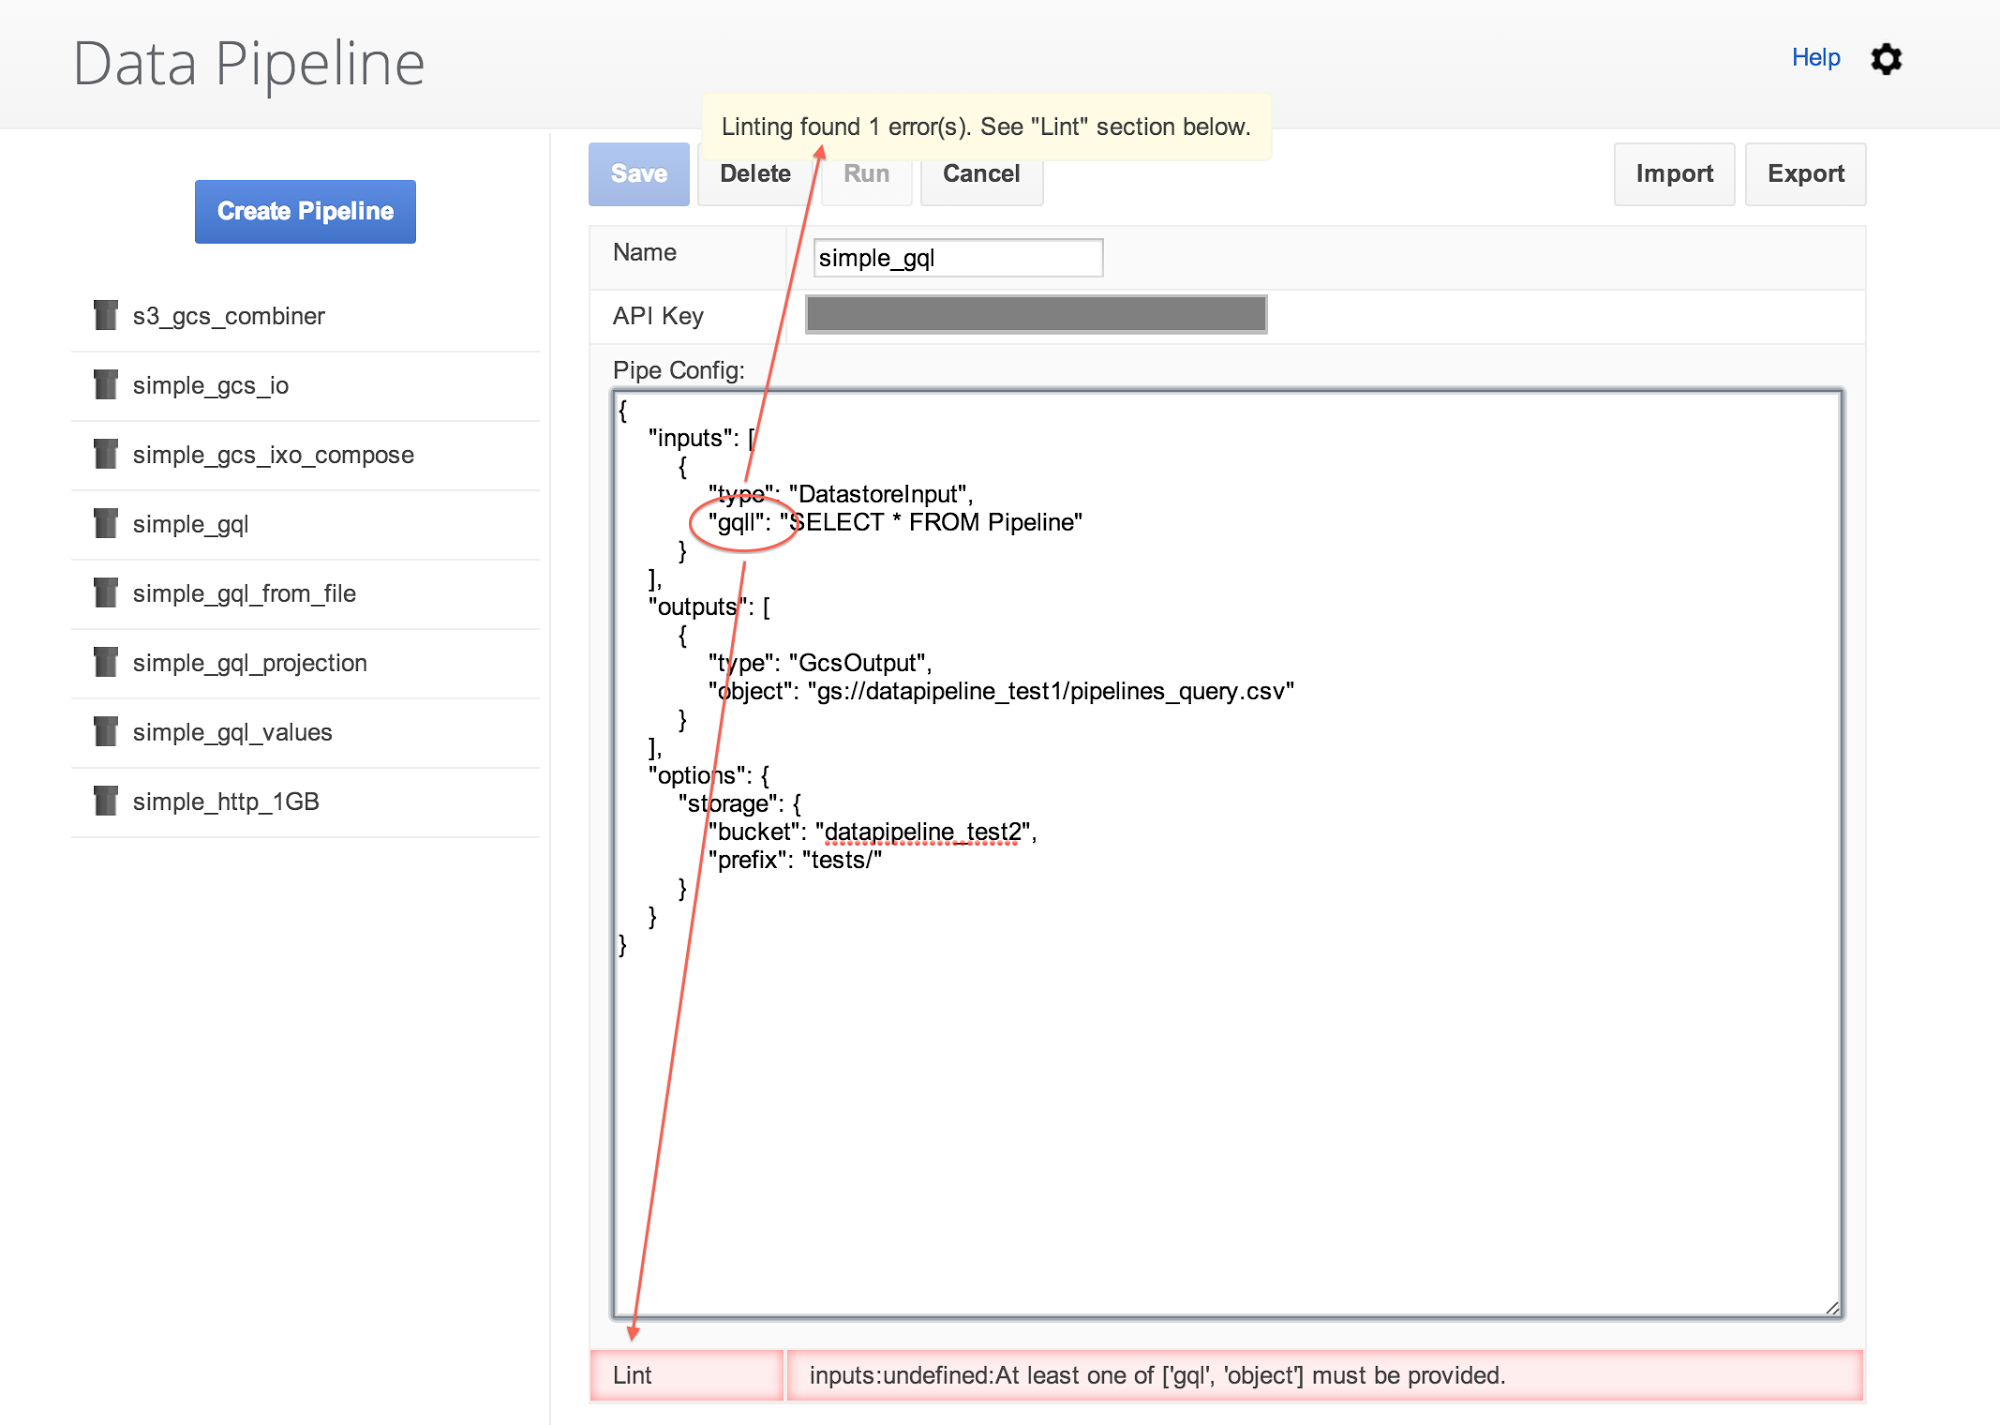 Data Pipeline
Help
Linting found 1 error(s). See "Lint" section below.
Save
Delete
Run
Cancel
Import
Export
Create Pipeline
s3_gcs_combiner
simple_gcs_io
simple_gcs_ixo_compose
simple_gql
simple_gql_from_file
simple_gql_projection
simple_gql_values
simple_http_1GB
Name
simple_gql
API Key
Pipe Config:
{
"inputs": [
{
"type": "DatastoreInput",
"gqll": "SELECT * FROM Pipeline"
}
],
"outputs": [
{
"type": "GcsOutput",
"object": "gs://datapipeline_test1/pipelines_query.csv"
}
],
"options": {
"storage": {
"bucket": "datapipeline_test2",
"prefix": "tests/"
}
}
}
Lint
inputs:undefined:At least one of ['gql', 'object'] must be provided.